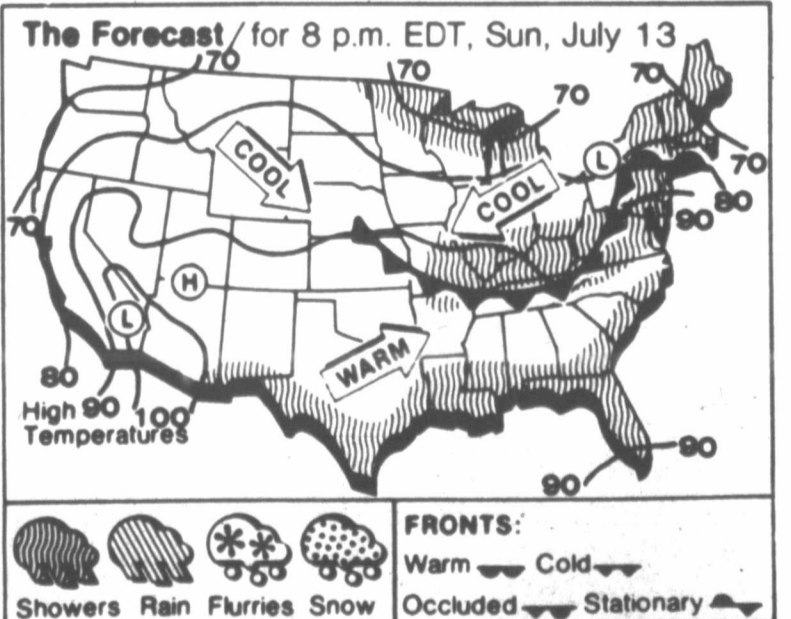 The Forecast / for 8 p.m. EDT, Sun, July 13
70
70
70
70
70
COOL
COOL
L
80
90
70
H
L
WARM
80
90
100
High
Temperatures
90
90
FRONTS:
Warm Cold
Showers Rain Flurries Snow
Occluded Stationary